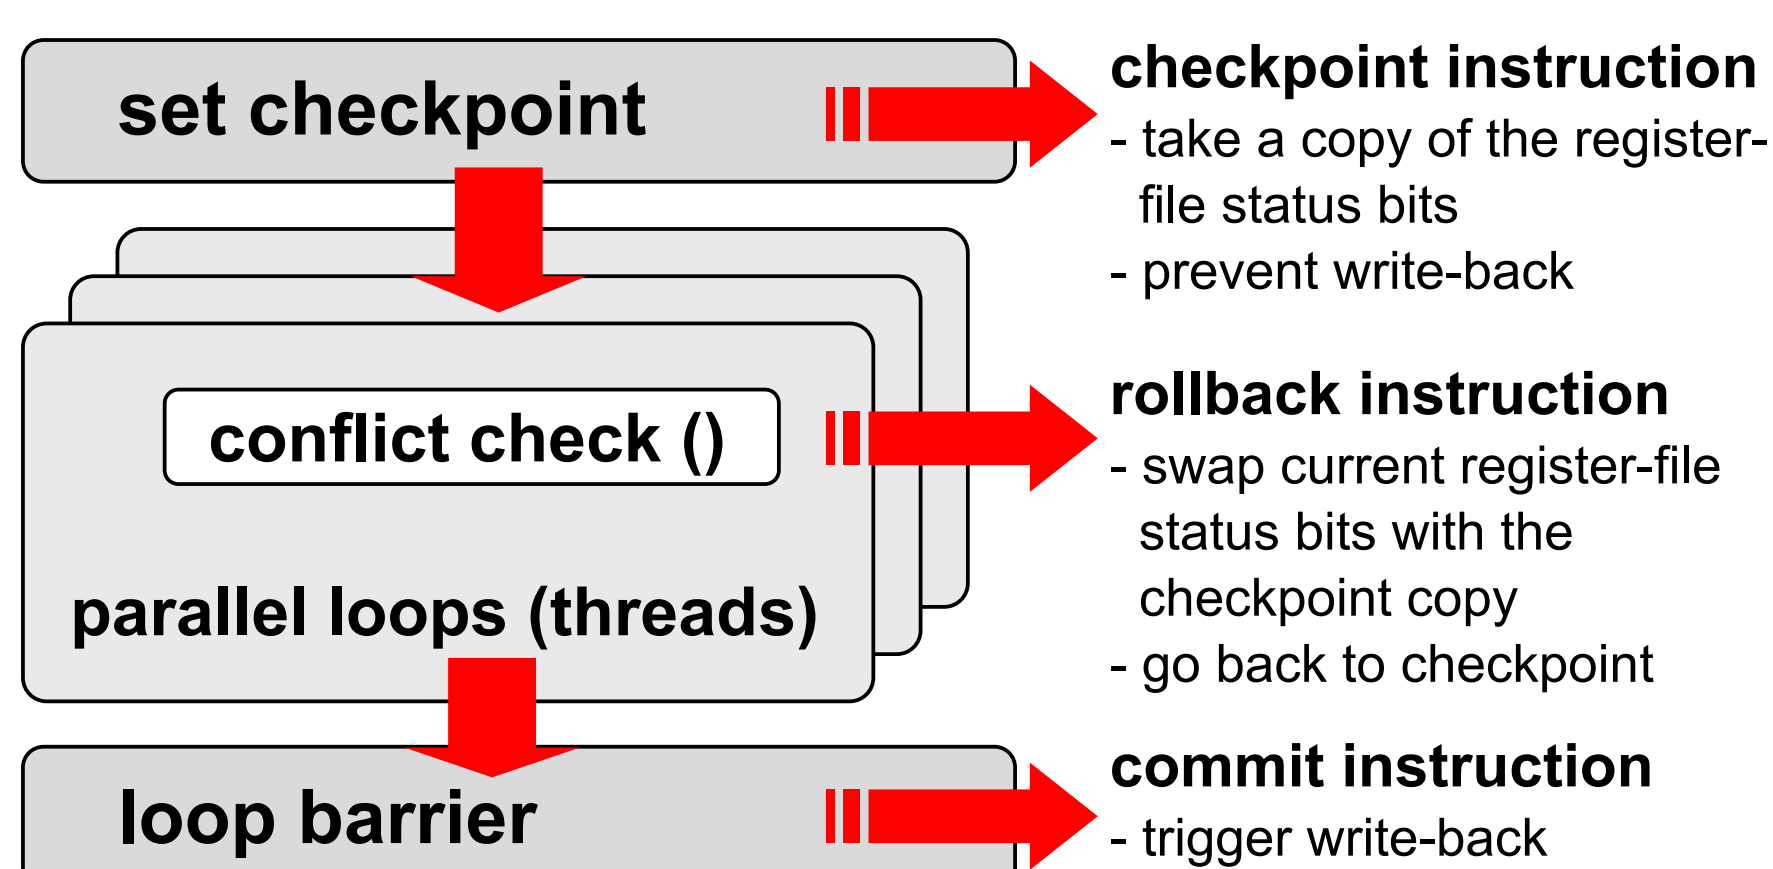 set checkpoint
checkpoint instruction
- take a copy of the register-
file status bits
- prevent write-back
conflict check ()
parallel loops (threads)
rollback instruction
- swap current register-file
status bits with the
checkpoint copy
- go back to checkpoint
loop barrier
commit instruction
- trigger write-back